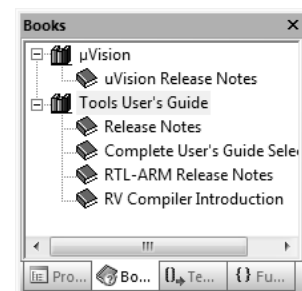 Books
µVision
uVision Release Notes
Tools User's Guide
Release Notes
Complete User's Guide Sele
RTL-ARM Release Notes
RV Compiler Introduction
Pro... Bo... Te... Fu...